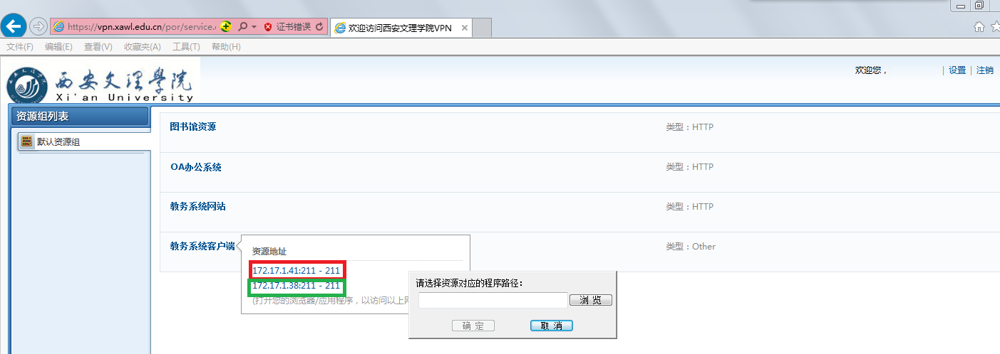 https://vpn.xawl.edu.cn/por/service.
证书错误
欢迎访问西安文理学院VPN
文件(F) 编辑(E) 查看(V) 收藏夹(A) 工具(T) 帮助(H)
西安文理學院
Xi'an University
欢迎您，
设置 | 注销
资源组列表
默认资源组
图书馆资源 类型：HTTP
OA办公系统 类型：HTTP
教务系统网站 类型：HTTP
教务系统客户端 类型：Other
资源地址
172.17.1.41:211 - 211
172.17.1.38:211 - 211
(打开您的浏览器/应用程序，以访问以上
请选择资源对应的程序路径：
浏 览
确 定 取 消